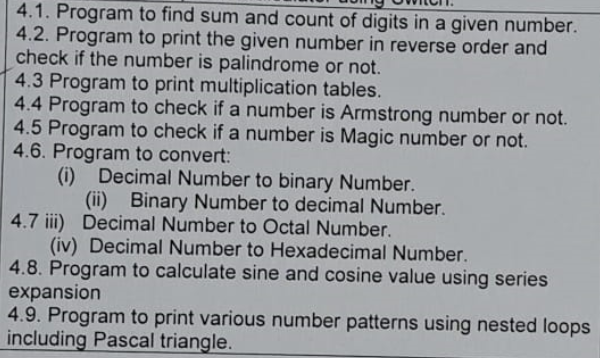 using Switch.
4.1. Program to find sum and count of digits in a given number.
4.2. Program to print the given number in reverse order and
check if the number is palindrome or not.
4.3 Program to print multiplication tables.
4.4 Program to check if a number is Armstrong number or not.
4.5 Program to check if a number is Magic number or not.
4.6. Program to convert:
(i) Decimal Number to binary Number.
(ii) Binary Number to decimal Number.
4.7 iii) Decimal Number to Octal Number.
(iv) Decimal Number to Hexadecimal Number.
4.8. Program to calculate sine and cosine value using series
expansion
4.9. Program to print various number patterns using nested loops
including Pascal triangle.